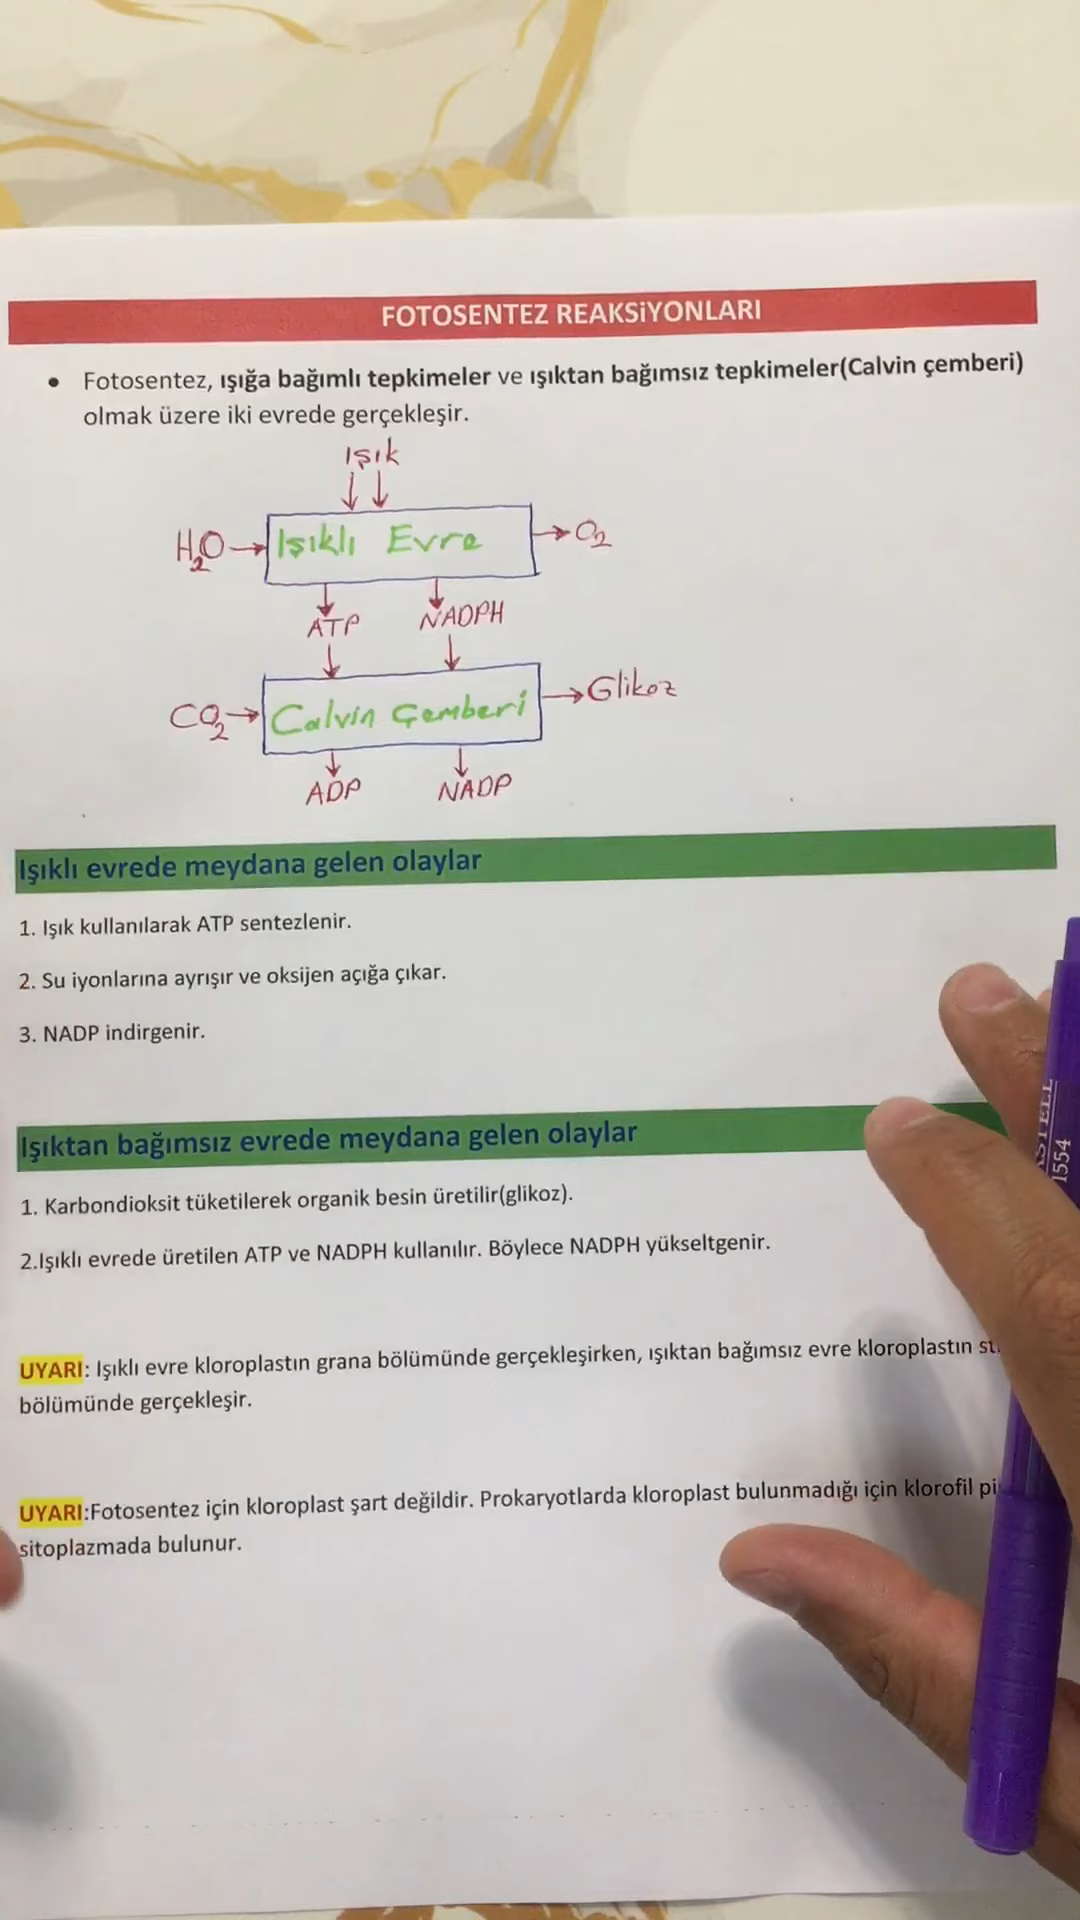 FOTOSENTEZ REAKSİYONLARI
• Fotosentez, ışığa bağımlı tepkimeler ve ışıktan bağımsız tepkimeler(Calvin çemberi)
olmak üzere iki evrede gerçekleşir.
Işık
H₂O Işıklı Evre O₂
ATP NADPH
CO₂ Calvin Çemberi Glikoz
ADP NADP
Işıklı evrede meydana gelen olaylar
1. Işık kullanılarak ATP sentezlenir.
2. Su iyonlarına ayrışır ve oksijen açığa çıkar.
3. NADP indirgenir.
Işıktan bağımsız evrede meydana gelen olaylar
1. Karbondioksit tüketilerek organik besin üretilir(glikoz).
2.Işıklı evrede üretilen ATP ve NADPH kullanılır. Böylece NADPH yükseltgenir.
UYARI: Işıklı evre kloroplastın grana bölümünde gerçekleşirken, ışıktan bağımsız evre kloroplastın
bölümünde gerçekleşir.
UYARI:Fotosentez için kloroplast şart değildir. Prokaryotlarda kloroplast bulunmadığı için klorofil
sitoplazmada bulunur.
1554